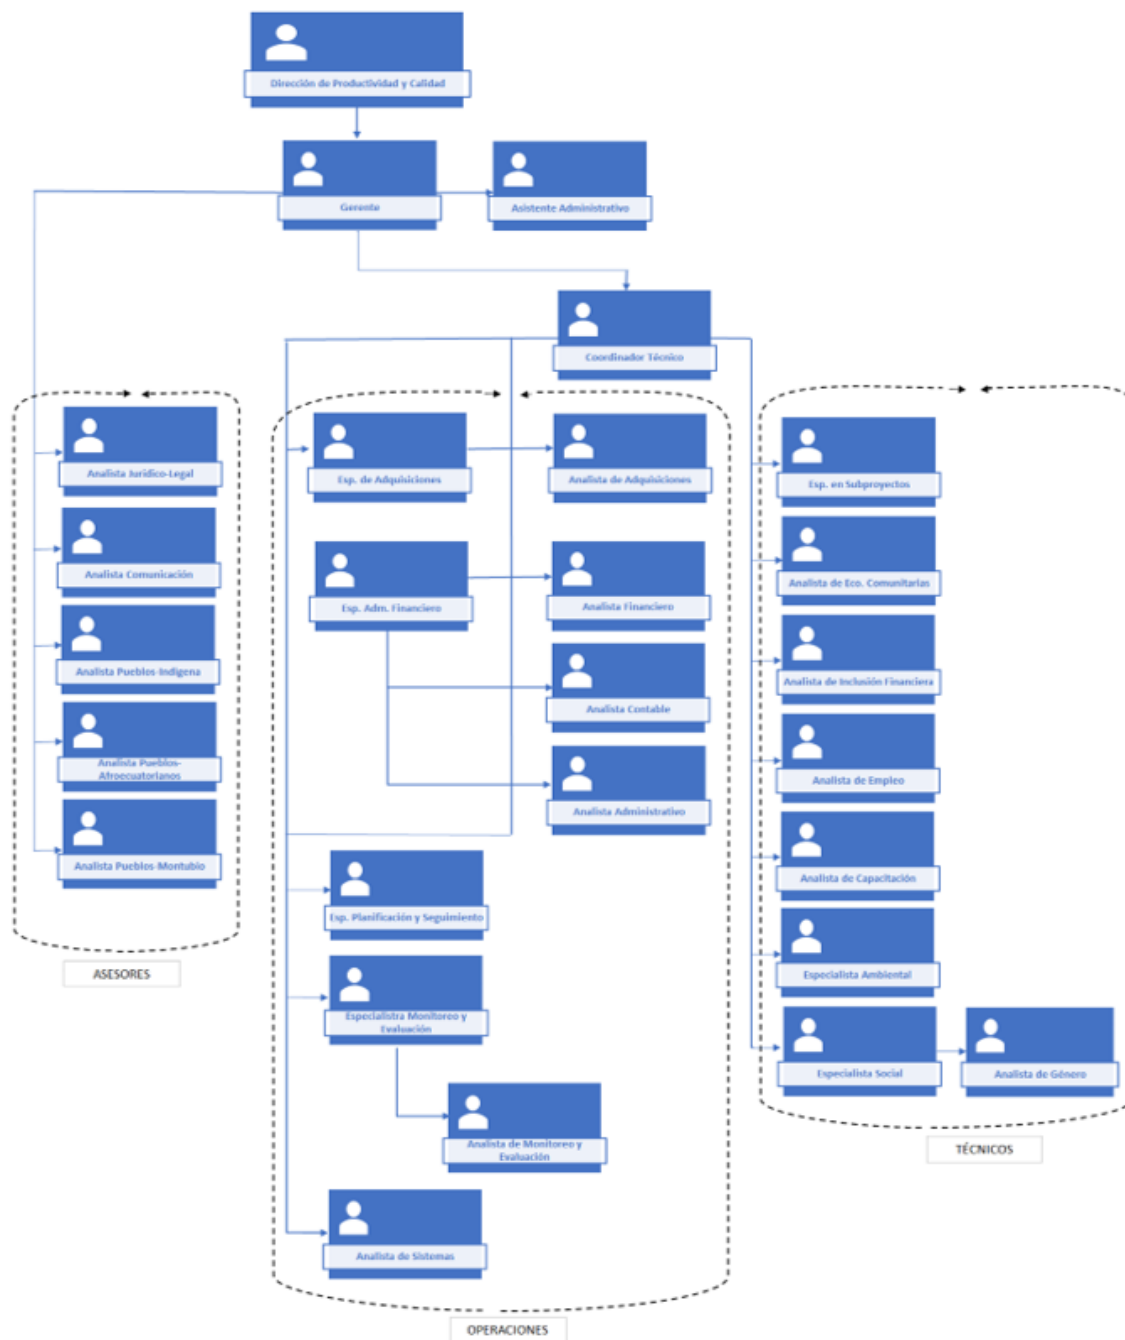 Dirección de Productividad y Calidad
Gerente
Asistente Administrativo
Coordinador Técnico
Analista Jurídico-Legal
Analista Comunicación
Analista Pueblos-Indígena
Analista Pueblos-
Afroecuatorianos
Analista Pueblos-Montubio
ASESORES
Esp. de Adquisiciones
Analista de Adquisiciones
Esp. Adm. Financiero
Analista Financiero
Analista Contable
Analista Administrativo
Esp. Planificación y Seguimiento
Especialistra Monitoreo y
Evaluación
Analista de Monitoreo y
Evaluación
Analista de Sistemas
OPERACIONES
Esp. en Subproyectos
Analista de Eco. Comunitarias
Analista de Inclusión Financiera
Analista de Empleo
Analista de Capacitación
Especialista Ambiental
Especialista Social
Analista de Género
TÉCNICOS